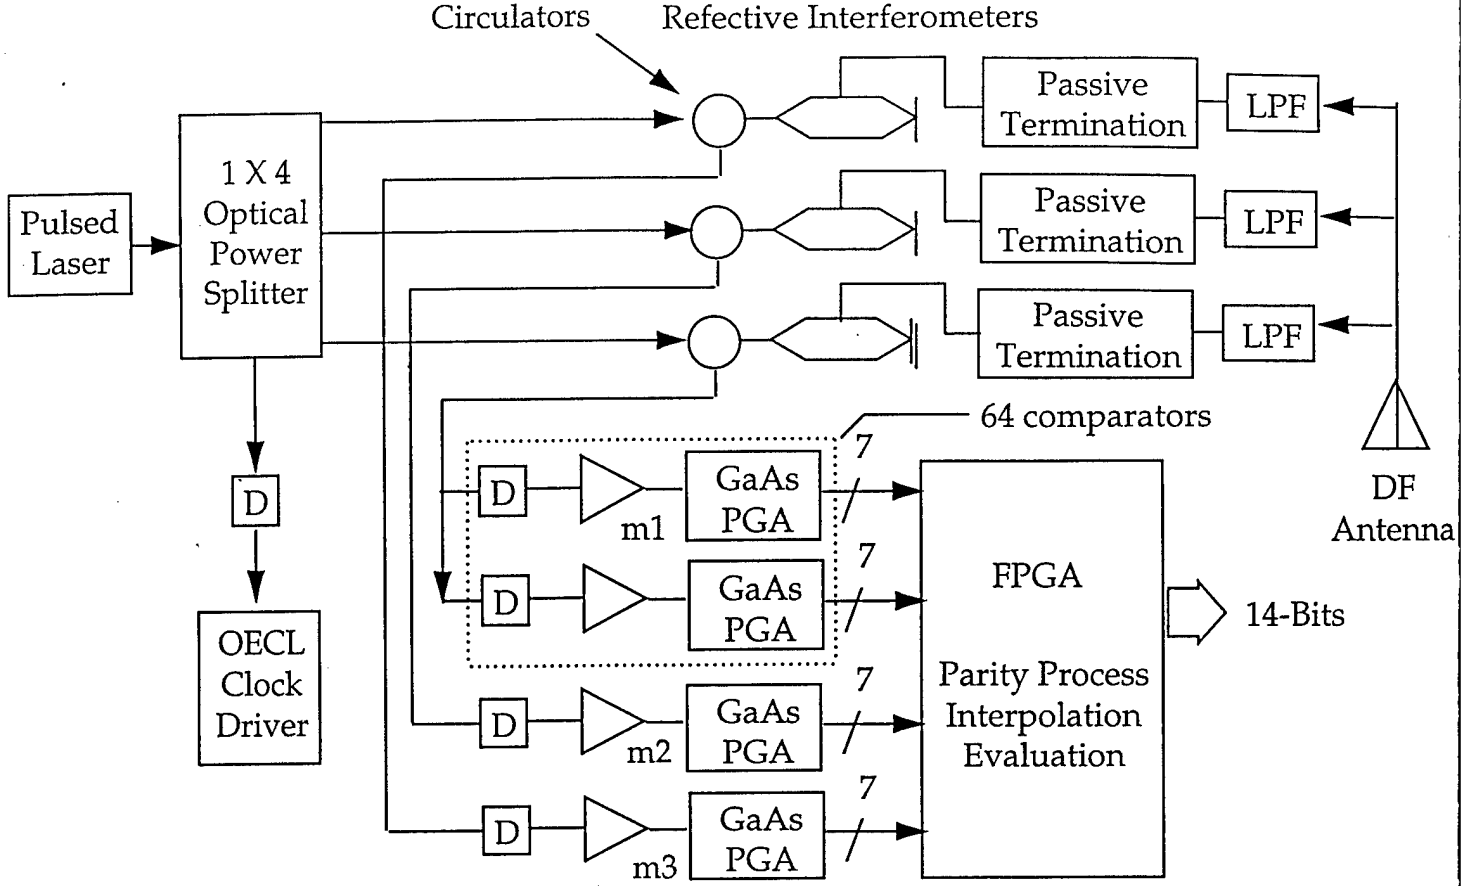 Circulators
Refective Interferometers
Passive
Termination
LPF
1 X 4
Optical
Power
Splitter
Pulsed
Laser
Passive
Termination
LPF
Passive
Termination
LPF
64 comparators
D
GaAs
PGA
7
m1
DF
Antenna
D
D
GaAs
PGA
7
FPGA
Parity Process
Interpolation
Evaluation
14-Bits
OECL
Clock
Driver
D
GaAs
PGA
7
m2
D
GaAs
PGA
7
m3